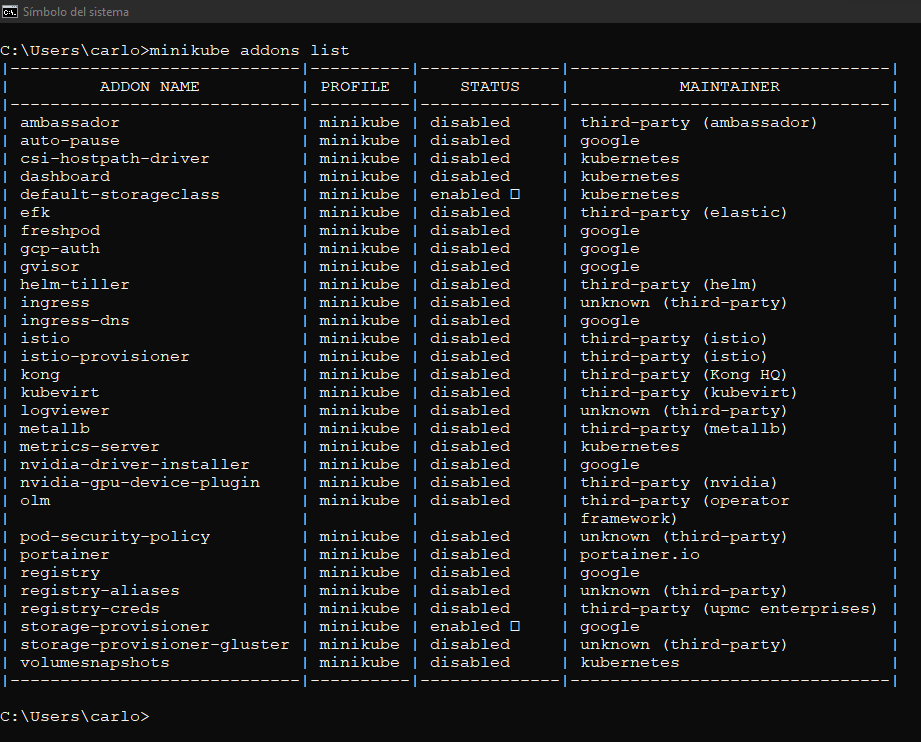 Símbolo del sistema
C:\Users\carlo>minikube addons list
|-----------------------------|----------|--------------|--------------------------------|
|         ADDON NAME          | PROFILE  |    STATUS    |           MAINTAINER           |
|-----------------------------|----------|--------------|--------------------------------|
| ambassador                  | minikube | disabled     | third-party (ambassador)       |
| auto-pause                  | minikube | disabled     | google                         |
| csi-hostpath-driver         | minikube | disabled     | kubernetes                     |
| dashboard                   | minikube | disabled     | kubernetes                     |
| default-storageclass        | minikube | enabled □    | kubernetes                     |
| efk                         | minikube | disabled     | third-party (elastic)          |
| freshpod                    | minikube | disabled     | google                         |
| gcp-auth                    | minikube | disabled     | google                         |
| gvisor                      | minikube | disabled     | google                         |
| helm-tiller                 | minikube | disabled     | third-party (helm)             |
| ingress                     | minikube | disabled     | unknown (third-party)          |
| ingress-dns                 | minikube | disabled     | google                         |
| istio                       | minikube | disabled     | third-party (istio)            |
| istio-provisioner           | minikube | disabled     | third-party (istio)            |
| kong                        | minikube | disabled     | third-party (Kong HQ)          |
| kubevirt                    | minikube | disabled     | third-party (kubevirt)         |
| logviewer                   | minikube | disabled     | unknown (third-party)          |
| metallb                     | minikube | disabled     | third-party (metallb)          |
| metrics-server              | minikube | disabled     | kubernetes                     |
| nvidia-driver-installer     | minikube | disabled     | google                         |
| nvidia-gpu-device-plugin    | minikube | disabled     | third-party (nvidia)           |
| olm                         | minikube | disabled     | third-party (operator          |
|                             |          |              | framework)                     |
| pod-security-policy         | minikube | disabled     | unknown (third-party)          |
| portainer                   | minikube | disabled     | portainer.io                   |
| registry                    | minikube | disabled     | google                         |
| registry-aliases            | minikube | disabled     | unknown (third-party)          |
| registry-creds              | minikube | disabled     | third-party (upmc enterprises) |
| storage-provisioner         | minikube | enabled □    | google                         |
| storage-provisioner-gluster | minikube | disabled     | unknown (third-party)          |
| volumesnapshots             | minikube | disabled     | kubernetes                     |
|-----------------------------|----------|--------------|--------------------------------|
C:\Users\carlo>